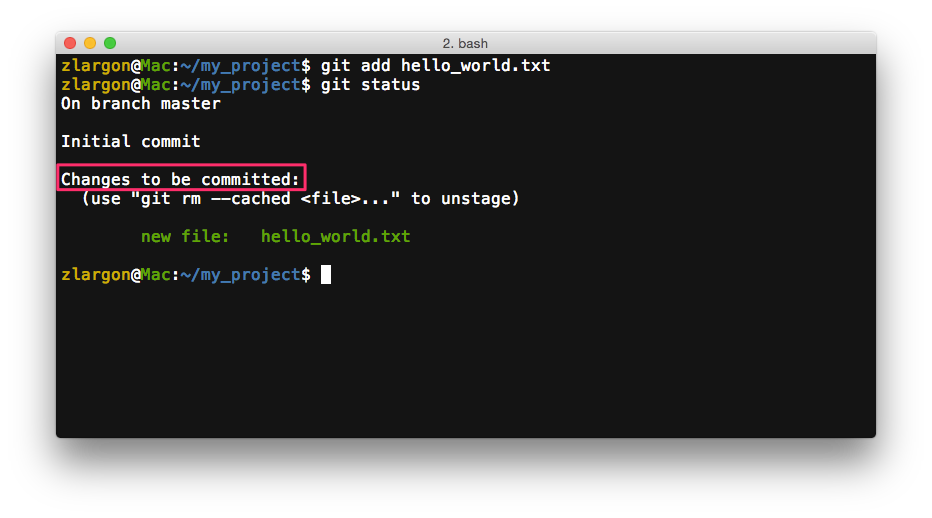 2. bash
zlargon@Mac:~/my_project$ git add hello_world.txt
zlargon@Mac:~/my_project$ git status
On branch master
Initial commit
Changes to be committed:
  (use "git rm --cached <file>..." to unstage)
        new file:   hello_world.txt
zlargon@Mac:~/my_project$